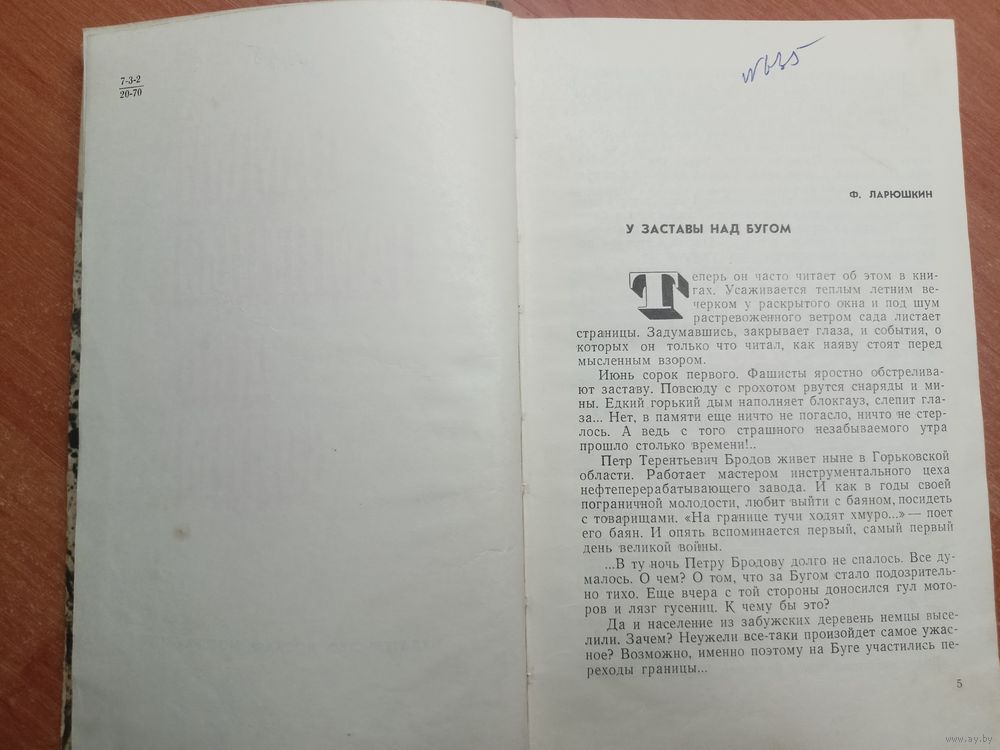 7-3-2
20-70
№635
Ф. ЛАРЮШКИН
У ЗАСТАВЫ НАД БУГОМ
Теперь он часто читает об этом в кни-
гах. Усаживается теплым летним ве-
черком у раскрытого окна и под шум
растревоженного ветром сада листает
страницы. Задумавшись, закрывает глаза, и события, о
которых он только что читал, как наяву стоят перед
мысленным взором.
Июнь сорок первого. Фашисты яростно обстрелива-
ют заставу. Повсюду с грохотом рвутся снаряды и ми-
ны. Едкий горький дым наполняет блокгауз, слепит гла-
за... Нет, в памяти еще ничто не погасло, ничто не стер-
лось. А ведь с того страшного незабываемого утра
прошло столько времени!..
Петр Терентьевич Бродов живет ныне в Горьковской
области. Работает мастером инструментального цеха
нефтеперерабатывающего завода. И как в годы своей
пограничной молодости, любит выйти с баяном, посидеть
с товарищами. «На границе тучи ходят хмуро...» — поет
его баян. И опять вспоминается первый, самый первый
день великой войны.
...В ту ночь Петру Бродову долго не спалось. Все ду-
малось. О чем? О том, что за Бугом стало подозритель-
но тихо. Еще вчера с той стороны доносился гул мото-
ров и лязг гусениц. К чему бы это?
Да и население из забужских деревень немцы высе-
лили. Зачем? Неужели все-таки произойдет самое ужас-
ное? Возможно, именно поэтому на Буге участились пе-
реходы границы...
5
www.ay.by